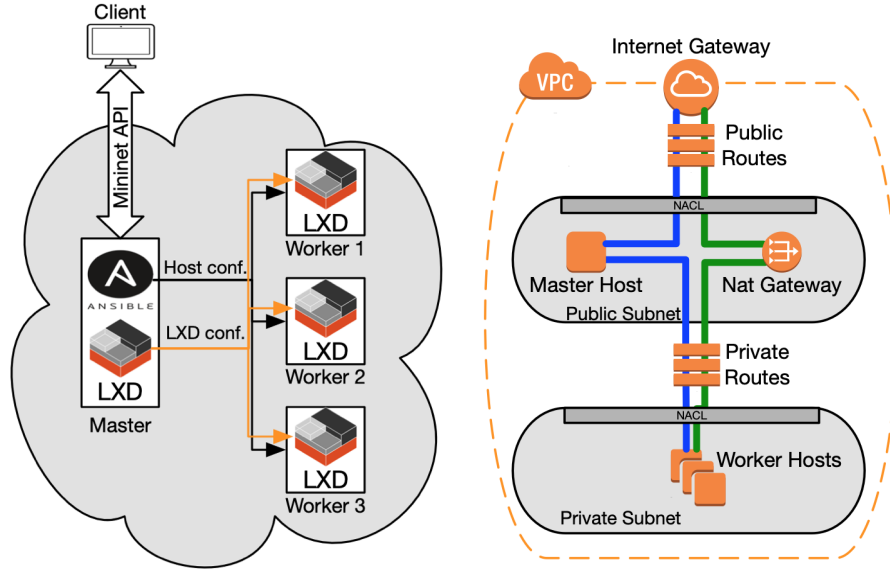 Client
Mininet API
ANSIBLE
Host conf.
LXD conf.
LXD
Master
LXD
Worker 1
LXD
Worker 2
LXD
Worker 3
Internet Gateway
VPC
Public
Routes
NACL
Master Host
Nat Gateway
Public Subnet
Private
Routes
NACL
Worker Hosts
Private Subnet